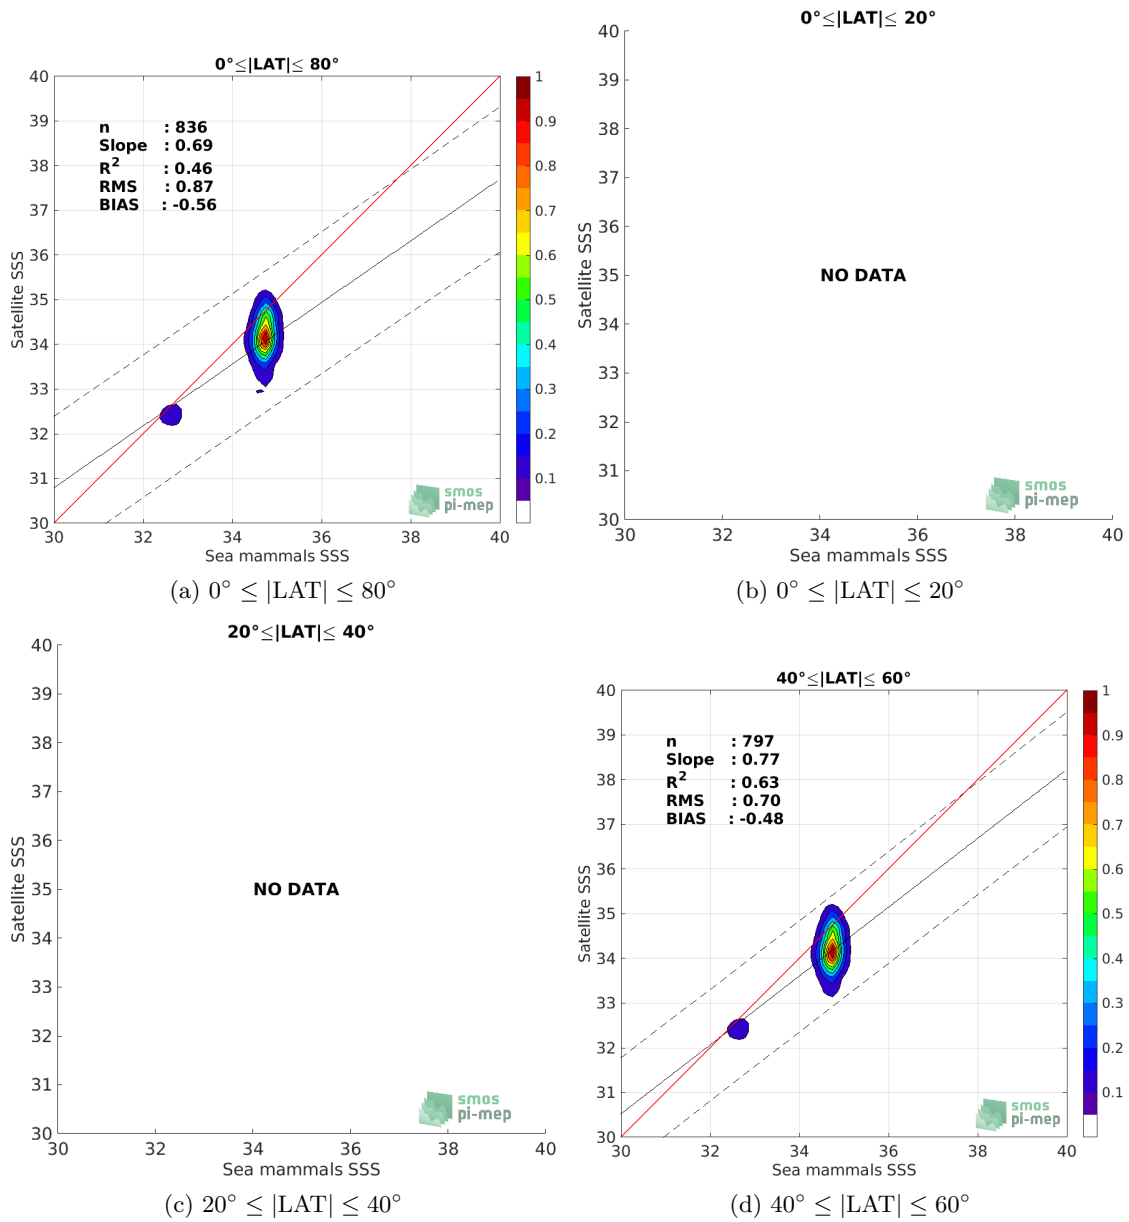 0°≤|LAT|≤ 80°
40
39
38
37
36
35
34
33
32
31
30
Satellite SSS
n : 836
Slope : 0.69
R2 : 0.46
RMS : 0.87
BIAS : -0.56
smos
pi-mep
30 32 34 36 38 40
Sea mammals SSS
1
0.9
0.8
0.7
0.6
0.5
0.4
0.3
0.2
0.1
(a) 0° ≤ |LAT| ≤ 80°
0°≤|LAT|≤ 20°
40
39
38
37
36
35
34
33
32
31
30
Satellite SSS
NO DATA
smos
pi-mep
30 32 34 36 38 40
Sea mammals SSS
(b) 0° ≤ |LAT| ≤ 20°
20°≤|LAT|≤ 40°
40
39
38
37
36
35
34
33
32
31
30
Satellite SSS
NO DATA
smos
pi-mep
30 32 34 36 38 40
Sea mammals SSS
(c) 20° ≤ |LAT| ≤ 40°
40°≤|LAT|≤ 60°
40
39
38
37
36
35
34
33
32
31
30
Satellite SSS
n : 797
Slope : 0.77
R2 : 0.63
RMS : 0.70
BIAS : -0.48
smos
pi-mep
30 32 34 36 38 40
Sea mammals SSS
1
0.9
0.8
0.7
0.6
0.5
0.4
0.3
0.2
0.1
(d) 40° ≤ |LAT| ≤ 60°